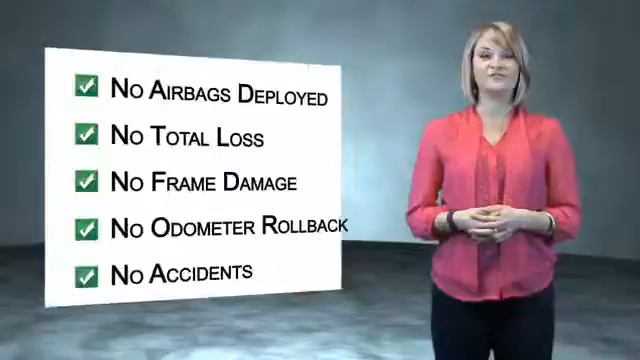 No Airbags Deployed
No Total Loss
No Frame Damage
No Odometer Rollback
No Accidents